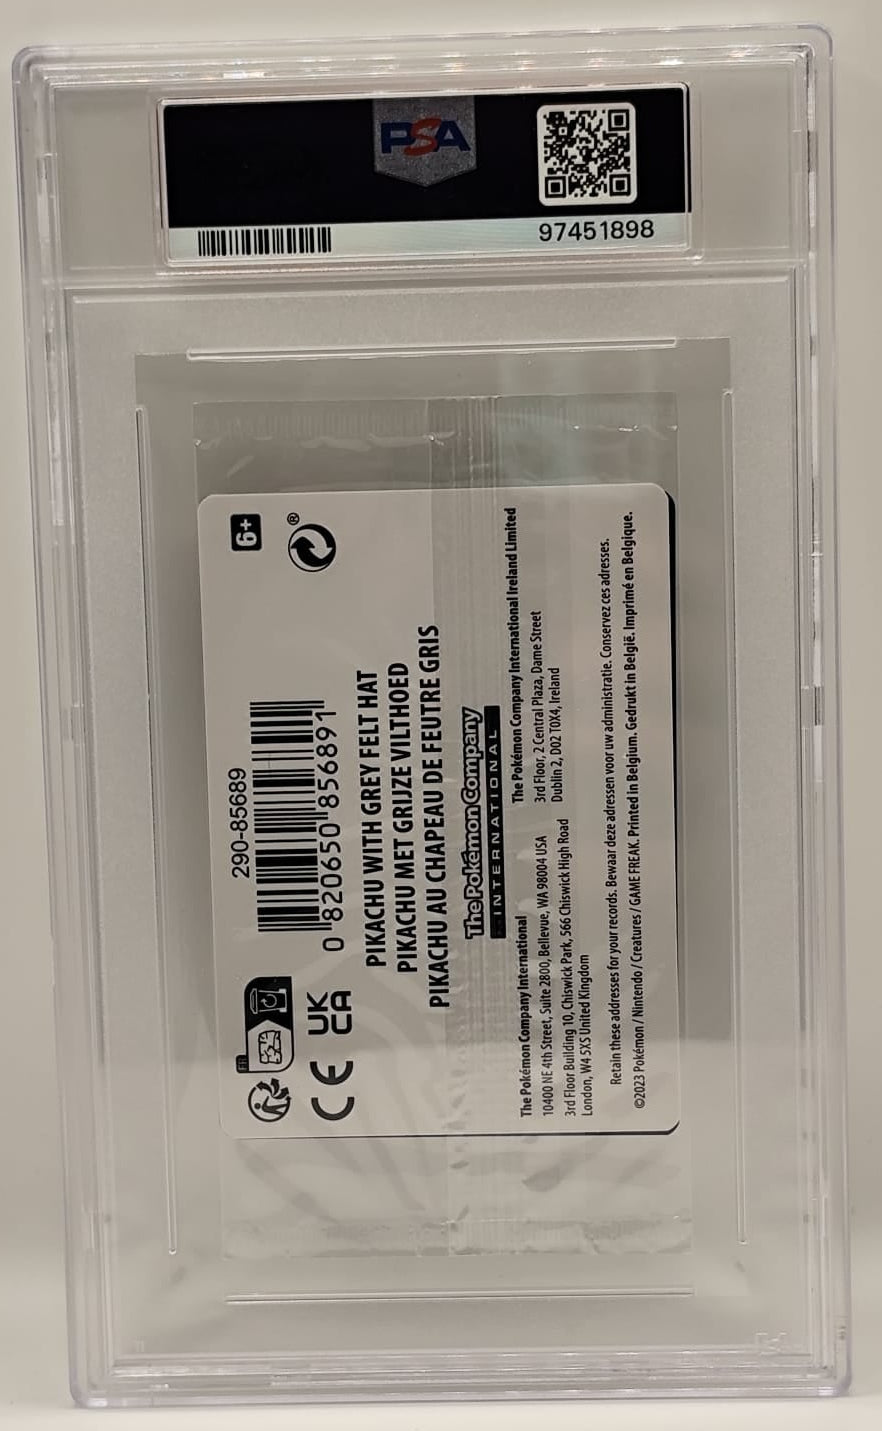 PSA
97451898
6+
290-85689
0 820650 856891
FR
CE
UK
CA
PIKACHU WITH GREY FELT HAT
PIKACHU MET GRIJZE VILTHOED
PIKACHU AU CHAPEAU DE FEUTRE GRIS
The Pokémon Company
INTERNATIONAL
The Pokémon Company International
10400 NE 4th Street, Suite 2800, Bellevue, WA 98004 USA
3rd Floor Building 10, Chiswick Park, 566 Chiswick High Road
London, W4 5XS United Kingdom
The Pokémon Company International Ireland Limited
3rd Floor, 2 Central Plaza, Dame Street
Dublin 2, D02 T0X4, Ireland
Retain these addresses for your records. Bewaar deze adressen voor uw administratie. Conservez ces adresses.
©2023 Pokémon / Nintendo / Creatures / GAME FREAK. Printed in Belgium. Gedrukt in België. Imprimé en Belgique.